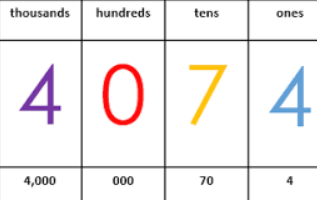 thousands hundreds tens ones
4 0 7 4
4,000 000 70 4